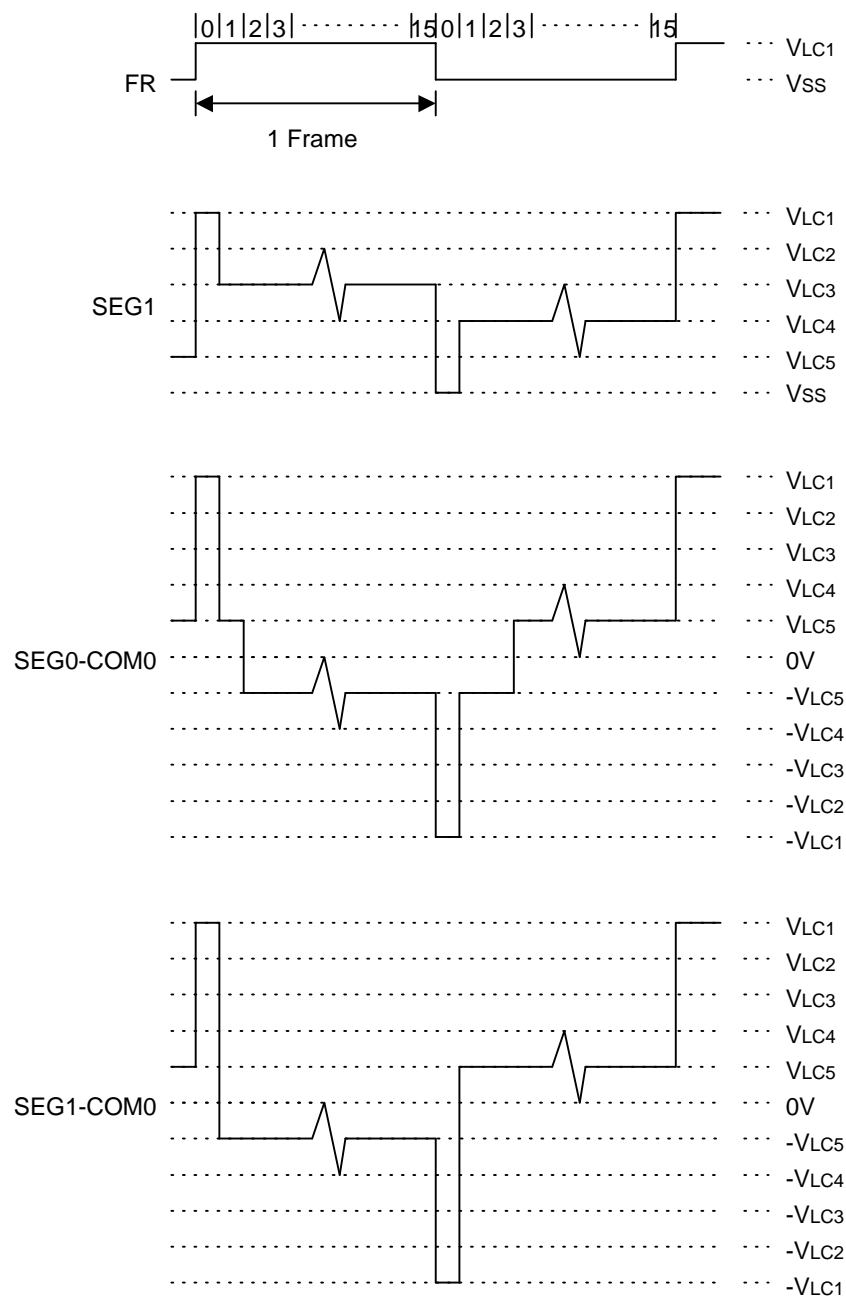 0 1 2 3 15 0 1 2 3 15
VLC1
FR
VSS
1 Frame
VLC1
VLC2
VLC3
SEG1
VLC4
VLC5
VSS
VLC1
VLC2
VLC3
VLC4
VLC5
SEG0-COM0
0V
-VLC5
-VLC4
-VLC3
-VLC2
-VLC1
VLC1
VLC2
VLC3
VLC4
VLC5
SEG1-COM0
0V
-VLC5
-VLC4
-VLC3
-VLC2
-VLC1